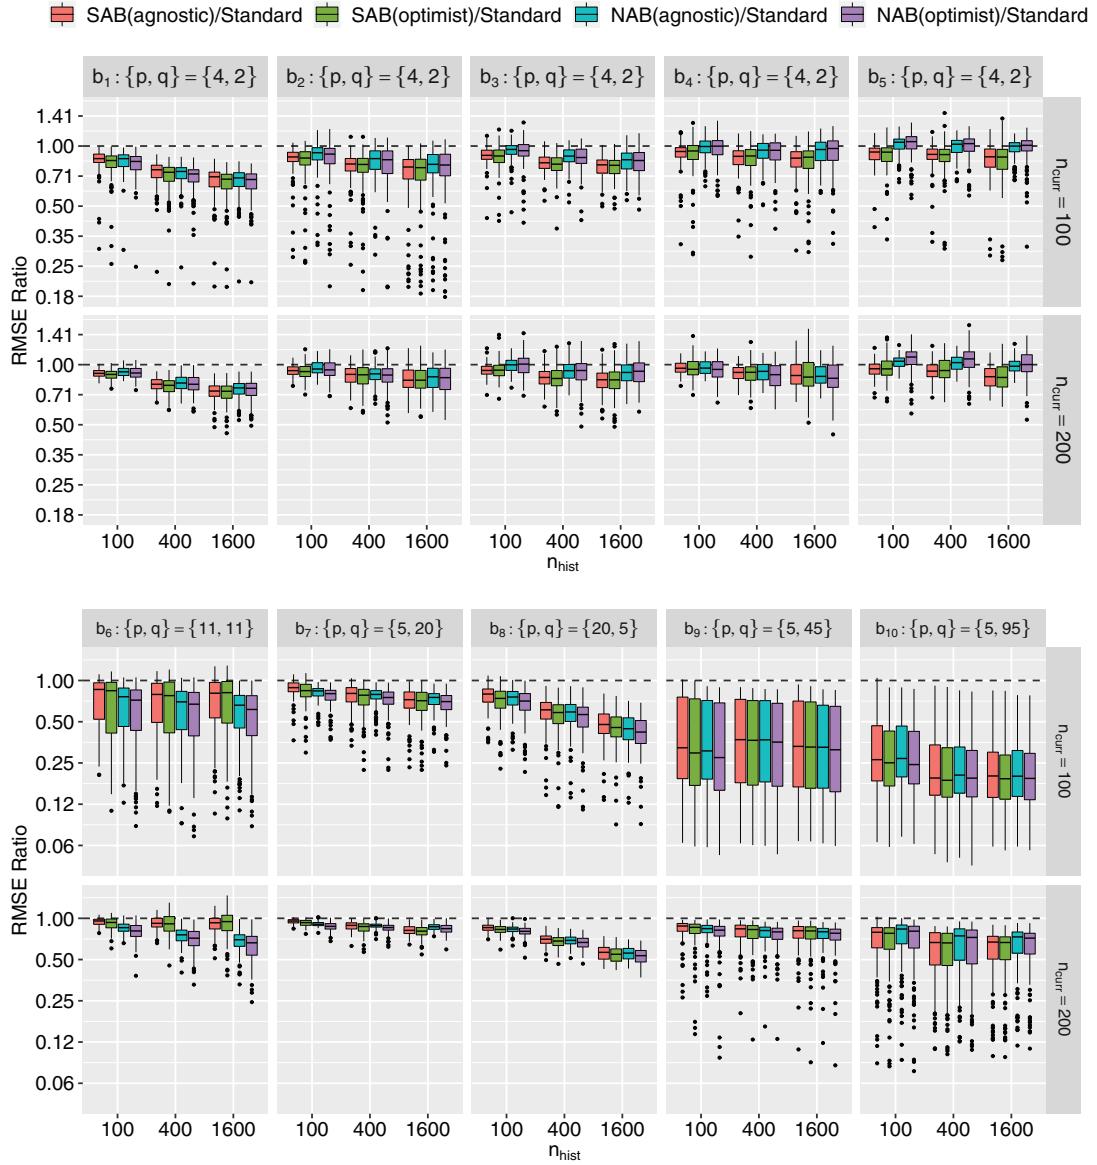 SAB(agnostic)/Standard SAB(optimist)/Standard NAB(agnostic)/Standard NAB(optimist)/Standard
b₁ : {p, q} = {4, 2} b₂ : {p, q} = {4, 2} b₃ : {p, q} = {4, 2} b₄ : {p, q} = {4, 2} b₅ : {p, q} = {4, 2}
RMSE Ratio
1.41
1.00
0.71
0.50
0.35
0.25
0.18
n_curr = 100
1.41
1.00
0.71
0.50
0.35
0.25
0.18
n_curr = 200
100 400 1600 100 400 1600 100 400 1600 100 400 1600 100 400 1600
n_hist
b₆ : {p, q} = {11, 11} b₇ : {p, q} = {5, 20} b₈ : {p, q} = {20, 5} b₉ : {p, q} = {5, 45} b₁₀ : {p, q} = {5, 95}
RMSE Ratio
1.00
0.50
0.25
0.12
0.06
n_curr = 100
1.00
0.50
0.25
0.12
0.06
n_curr = 200
100 400 1600 100 400 1600 100 400 1600 100 400 1600 100 400 1600
n_hist